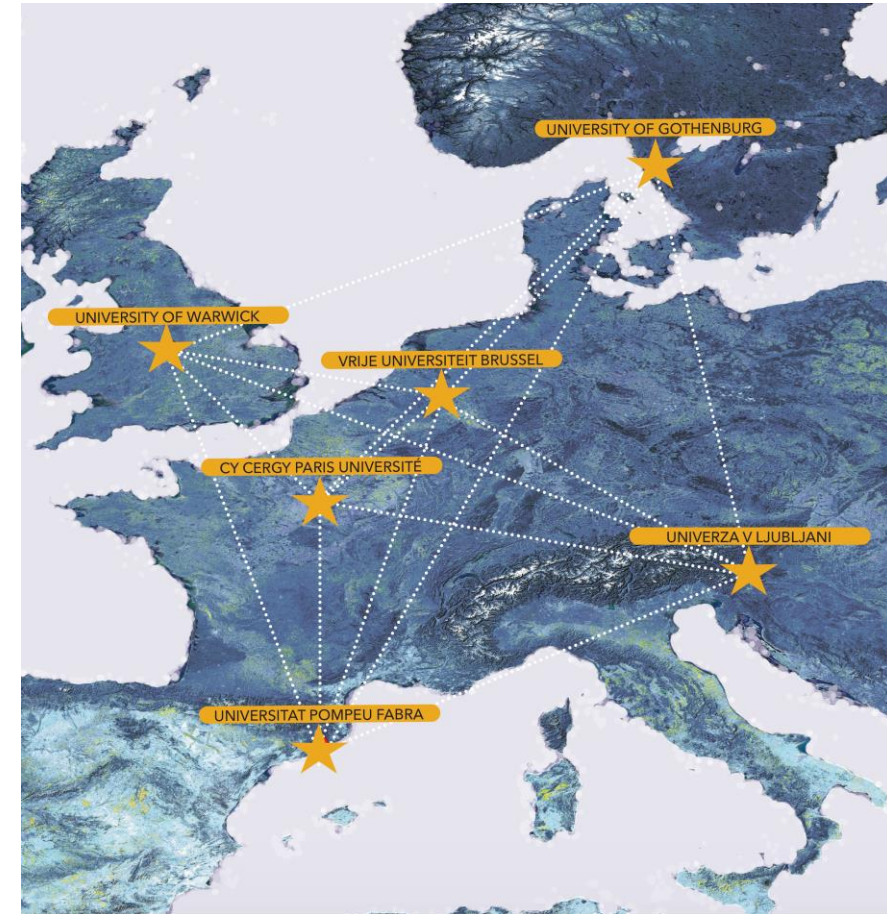 UNIVERSITY OF GOTHENBURG
UNIVERSITY OF WARWICK
VRIJE UNIVERSITEIT BRUSSEL
CY CERGY PARIS UNIVERSITÉ
UNIVERZA V LJUBLJANI
UNIVERSITAT POMPEU FABRA